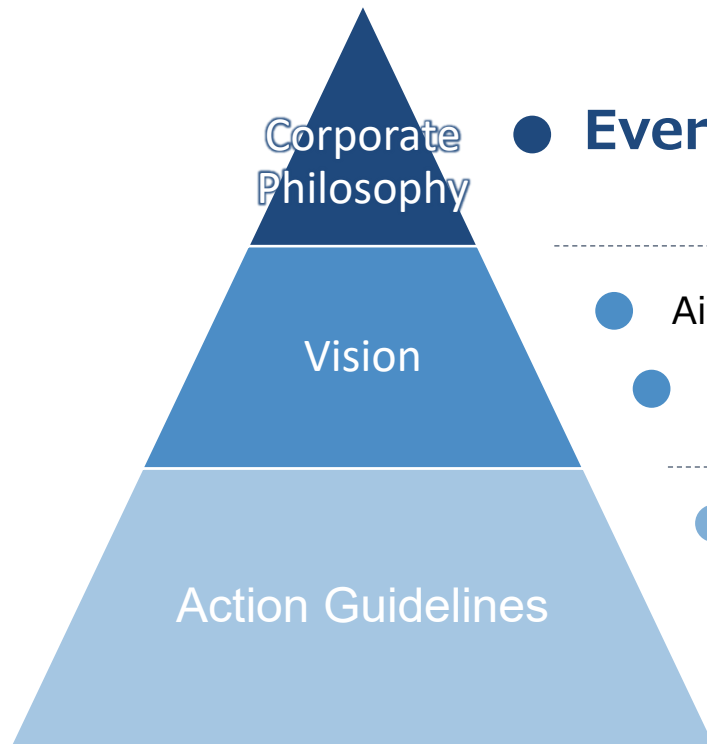 Corporate
Philosophy
Ever
Ai
Vision
Action Guidelines